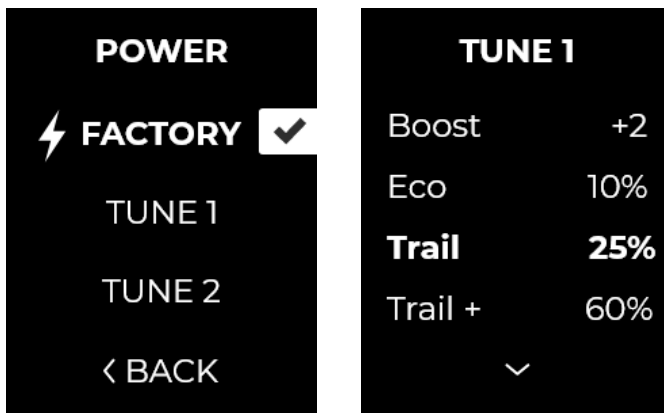 POWER
FACTORY
TUNE 1
TUNE 2
< BACK
TUNE 1
Boost +2
Eco 10%
Trail 25%
Trail + 60%